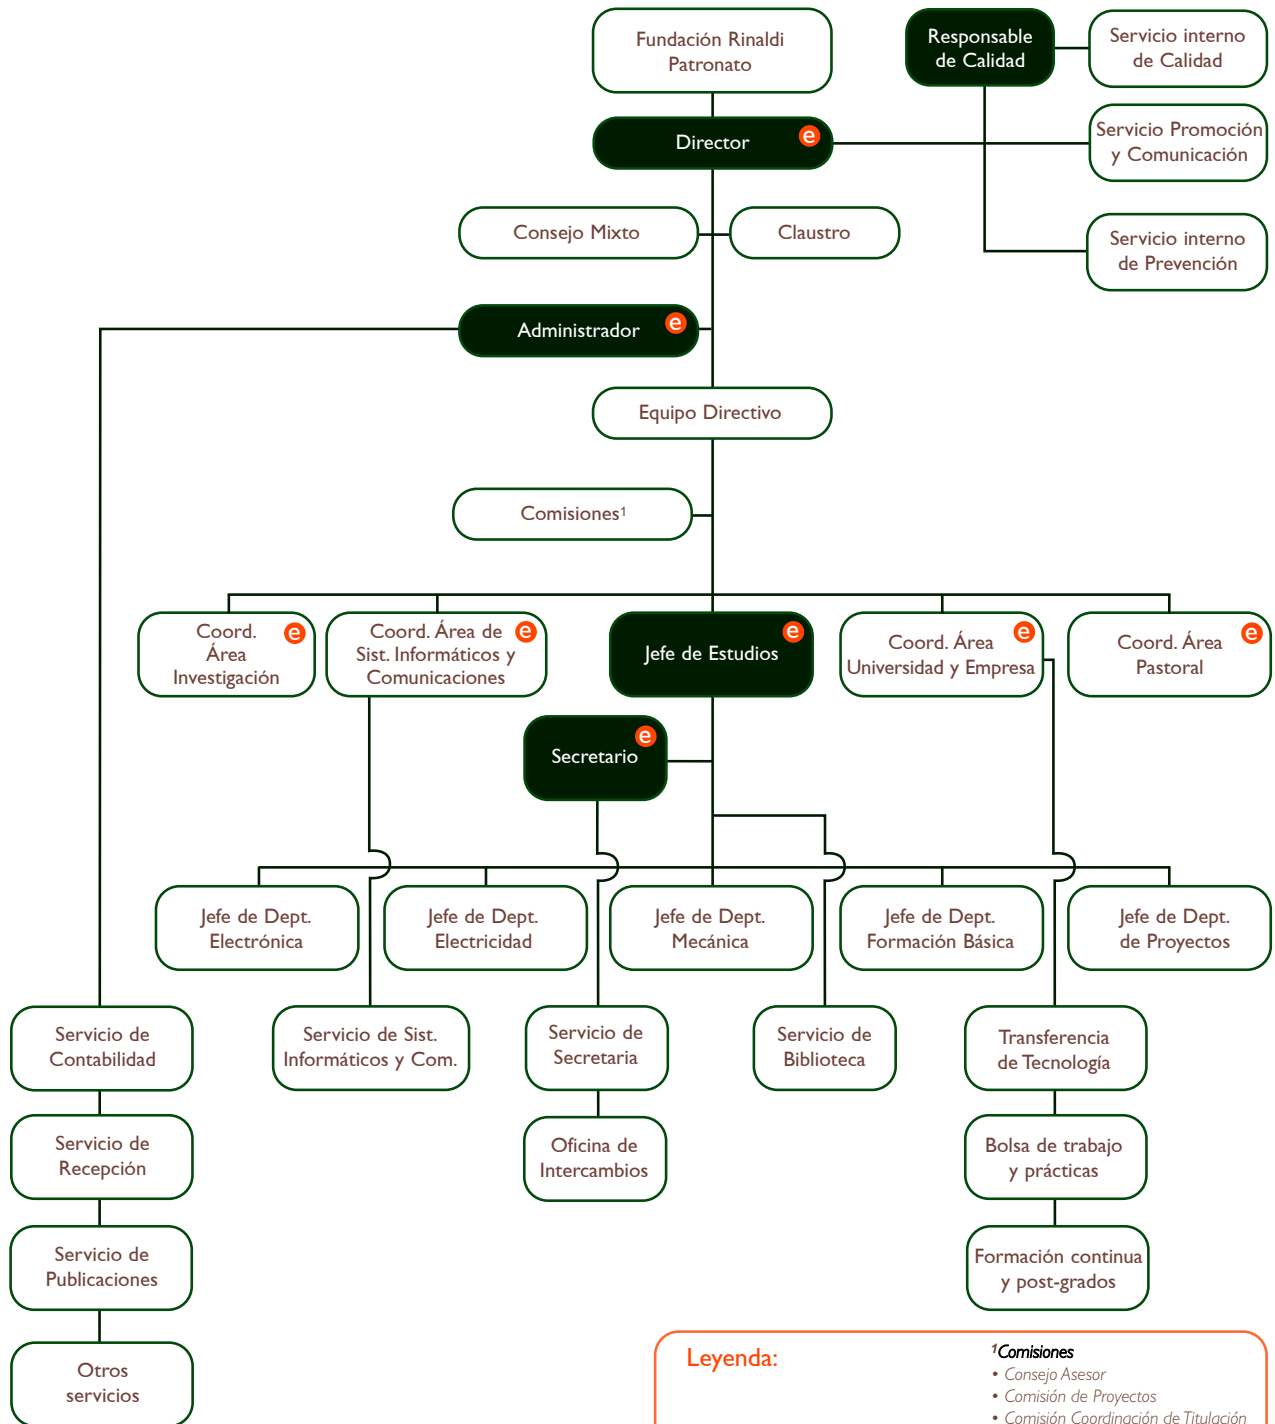 Fundación Rinaldi
Patronato
Responsable
de Calidad
Servicio interno
de Calidad
Director e
Servicio Promoción
y Comunicación
Consejo Mixto
Claustro
Servicio interno
de Prevención
Administrador e
Equipo Directivo
Comisiones¹
Coord.
Área
Investigación
e
Coord. Área de
Sist. Informáticos y
Comunicaciones
e
Jefe de Estudios
e
Coord. Área
Universidad y Empresa
e
Coord. Área
Pastoral
e
Secretario
e
Jefe de Dept.
Electrónica
Jefe de Dept.
Electricidad
Jefe de Dept.
Mecánica
Jefe de Dept.
Formación Básica
Jefe de Dept.
de Proyectos
Servicio de
Contabilidad
Servicio de Sist.
Informáticos y Com.
Servicio de
Secretaria
Servicio de
Biblioteca
Transferencia
de Tecnología
Servicio de
Recepción
Oficina de
Intercambios
Bolsa de trabajo
y prácticas
Servicio de
Publicaciones
Formación continua
y post-grados
Otros
servicios
Leyenda:
¹Comisiones
• Consejo Asesor
• Comisión de Proyectos
• Comisión Coordinación de Titulación